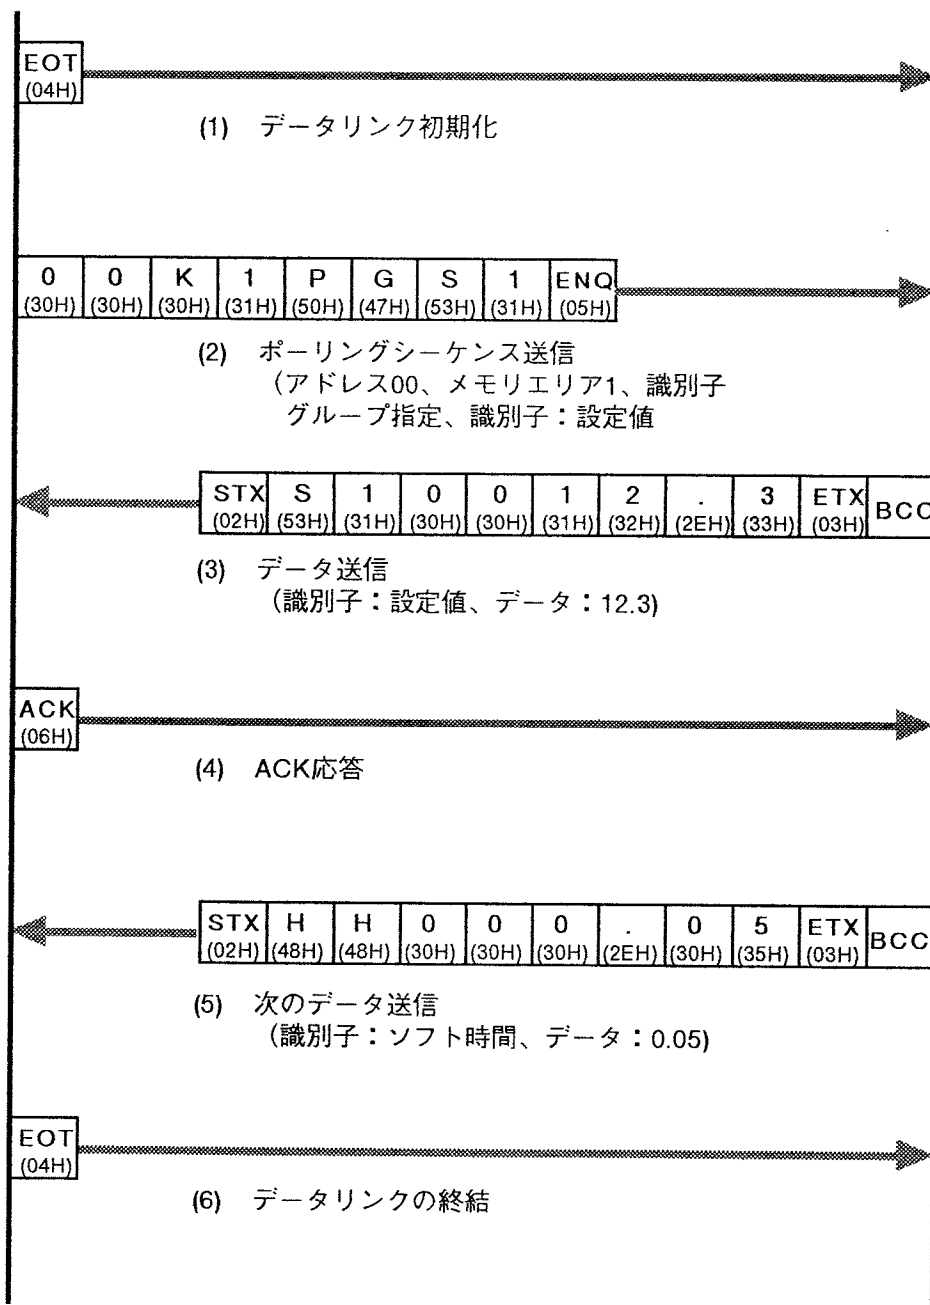 EOT
(04H)
(1) データリンク初期化
0 0 K 1 P G S 1 ENQ
(30H) (30H) (30H) (31H) (50H) (47H) (53H) (31H) (05H)
(2) ポーリングシーケンス送信
(アドレス00、メモリエリア1、識別子
グループ指定、識別子：設定値
STX S 1 0 0 1 2 . 3 ETX BCC
(02H) (53H) (31H) (30H) (30H) (31H) (32H) (2EH) (33H) (03H)
(3) データ送信
(識別子：設定値、データ：12.3)
ACK
(06H)
(4) ACK応答
STX H H 0 0 0 . 0 5 ETX BCC
(02H) (48H) (48H) (30H) (30H) (30H) (2EH) (30H) (35H) (03H)
(5) 次のデータ送信
(識別子：ソフト時間、データ：0.05)
EOT
(04H)
(6) データリンクの終結